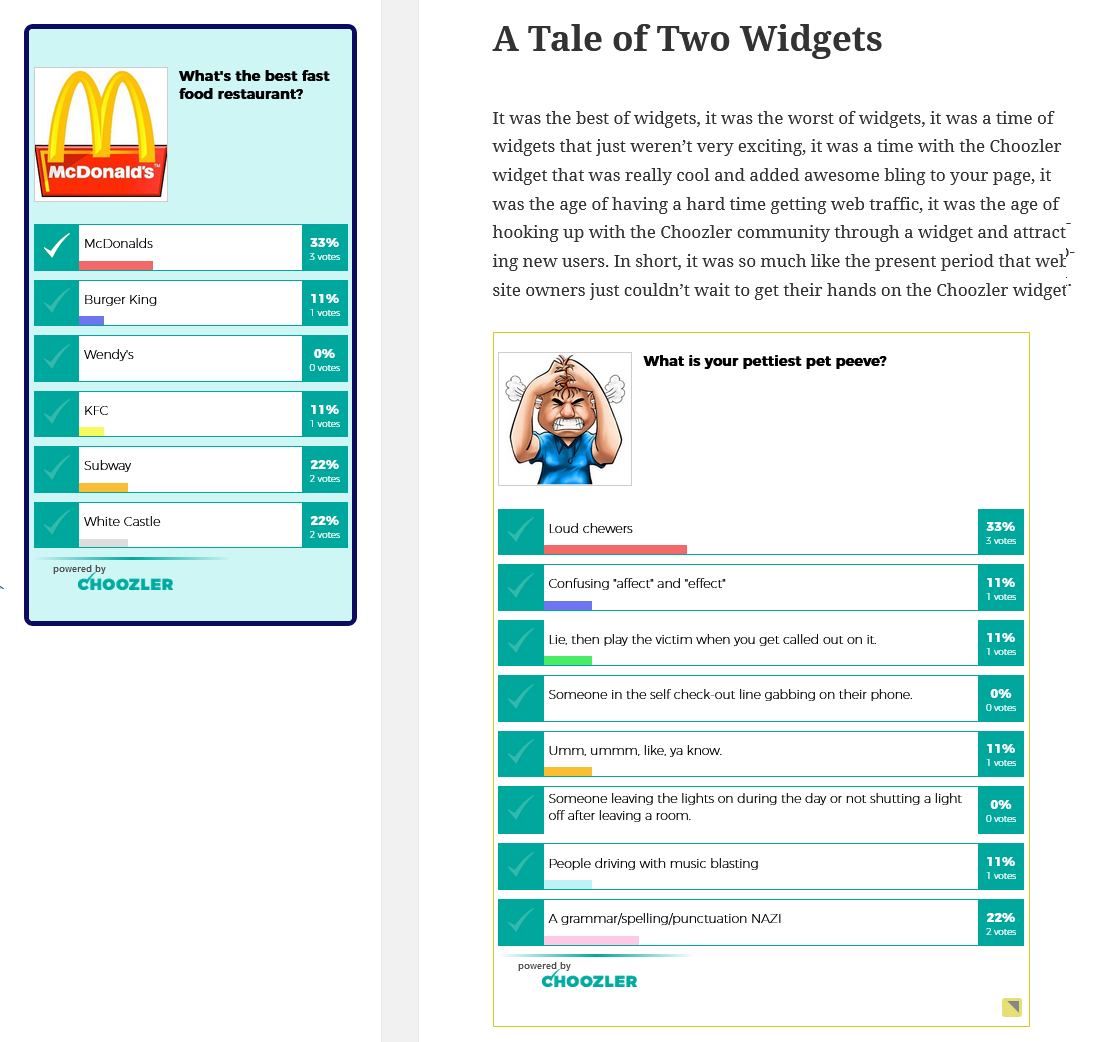 What's the best fast
food restaurant?
McDonald's™
McDonalds
33%
3 votes
Burger King
11%
1 votes
Wendy's
0%
0 votes
KFC
11%
1 votes
Subway
22%
2 votes
White Castle
22%
2 votes
powered by
CHOOZLER
A Tale of Two Widgets
It was the best of widgets, it was the worst of widgets, it was a time of
widgets that just weren’t very exciting, it was a time with the Choozler
widget that was really cool and added awesome bling to your page, it
was the age of having a hard time getting web traffic, it was the age of
hooking up with the Choozler community through a widget and attract-
ing new users. In short, it was so much like the present period that web-
site owners just couldn’t wait to get their hands on the Choozler widget.
What is your pettiest pet peeve?
Loud chewers
33%
3 votes
Confusing "affect" and "effect"
11%
1 votes
Lie, then play the victim when you get called out on it.
11%
1 votes
Someone in the self check-out line gabbing on their phone.
0%
0 votes
Umm, ummm, like, ya know.
11%
1 votes
Someone leaving the lights on during the day or not shutting a light
off after leaving a room.
0%
0 votes
People driving with music blasting
11%
1 votes
A grammar/spelling/punctuation NAZI
22%
2 votes
powered by
CHOOZLER